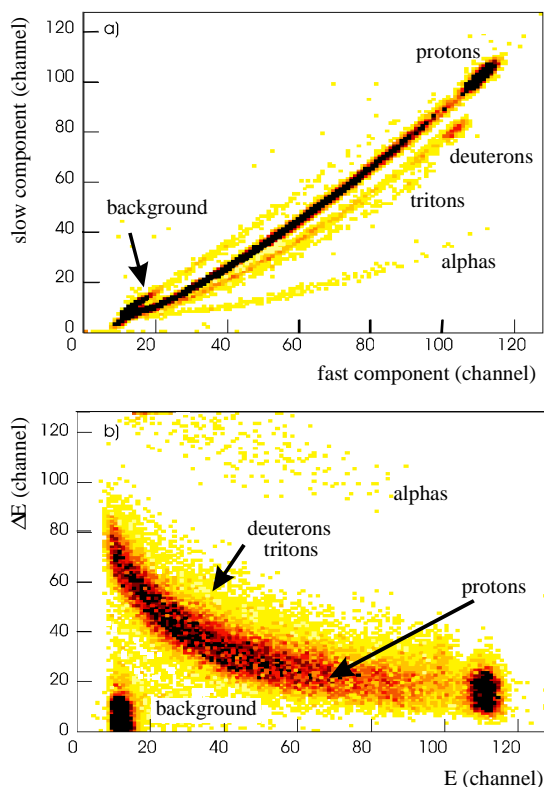 a)
slow component (channel)
120
100
80
60
40
20
0
protons
deuterons
tritons
background
alphas
20
40
60
80
100
120
fast component (channel)
b)
ΔE (channel)
120
100
80
60
40
20
0
alphas
deuterons
tritons
protons
background
20
40
60
80
100
120
E (channel)